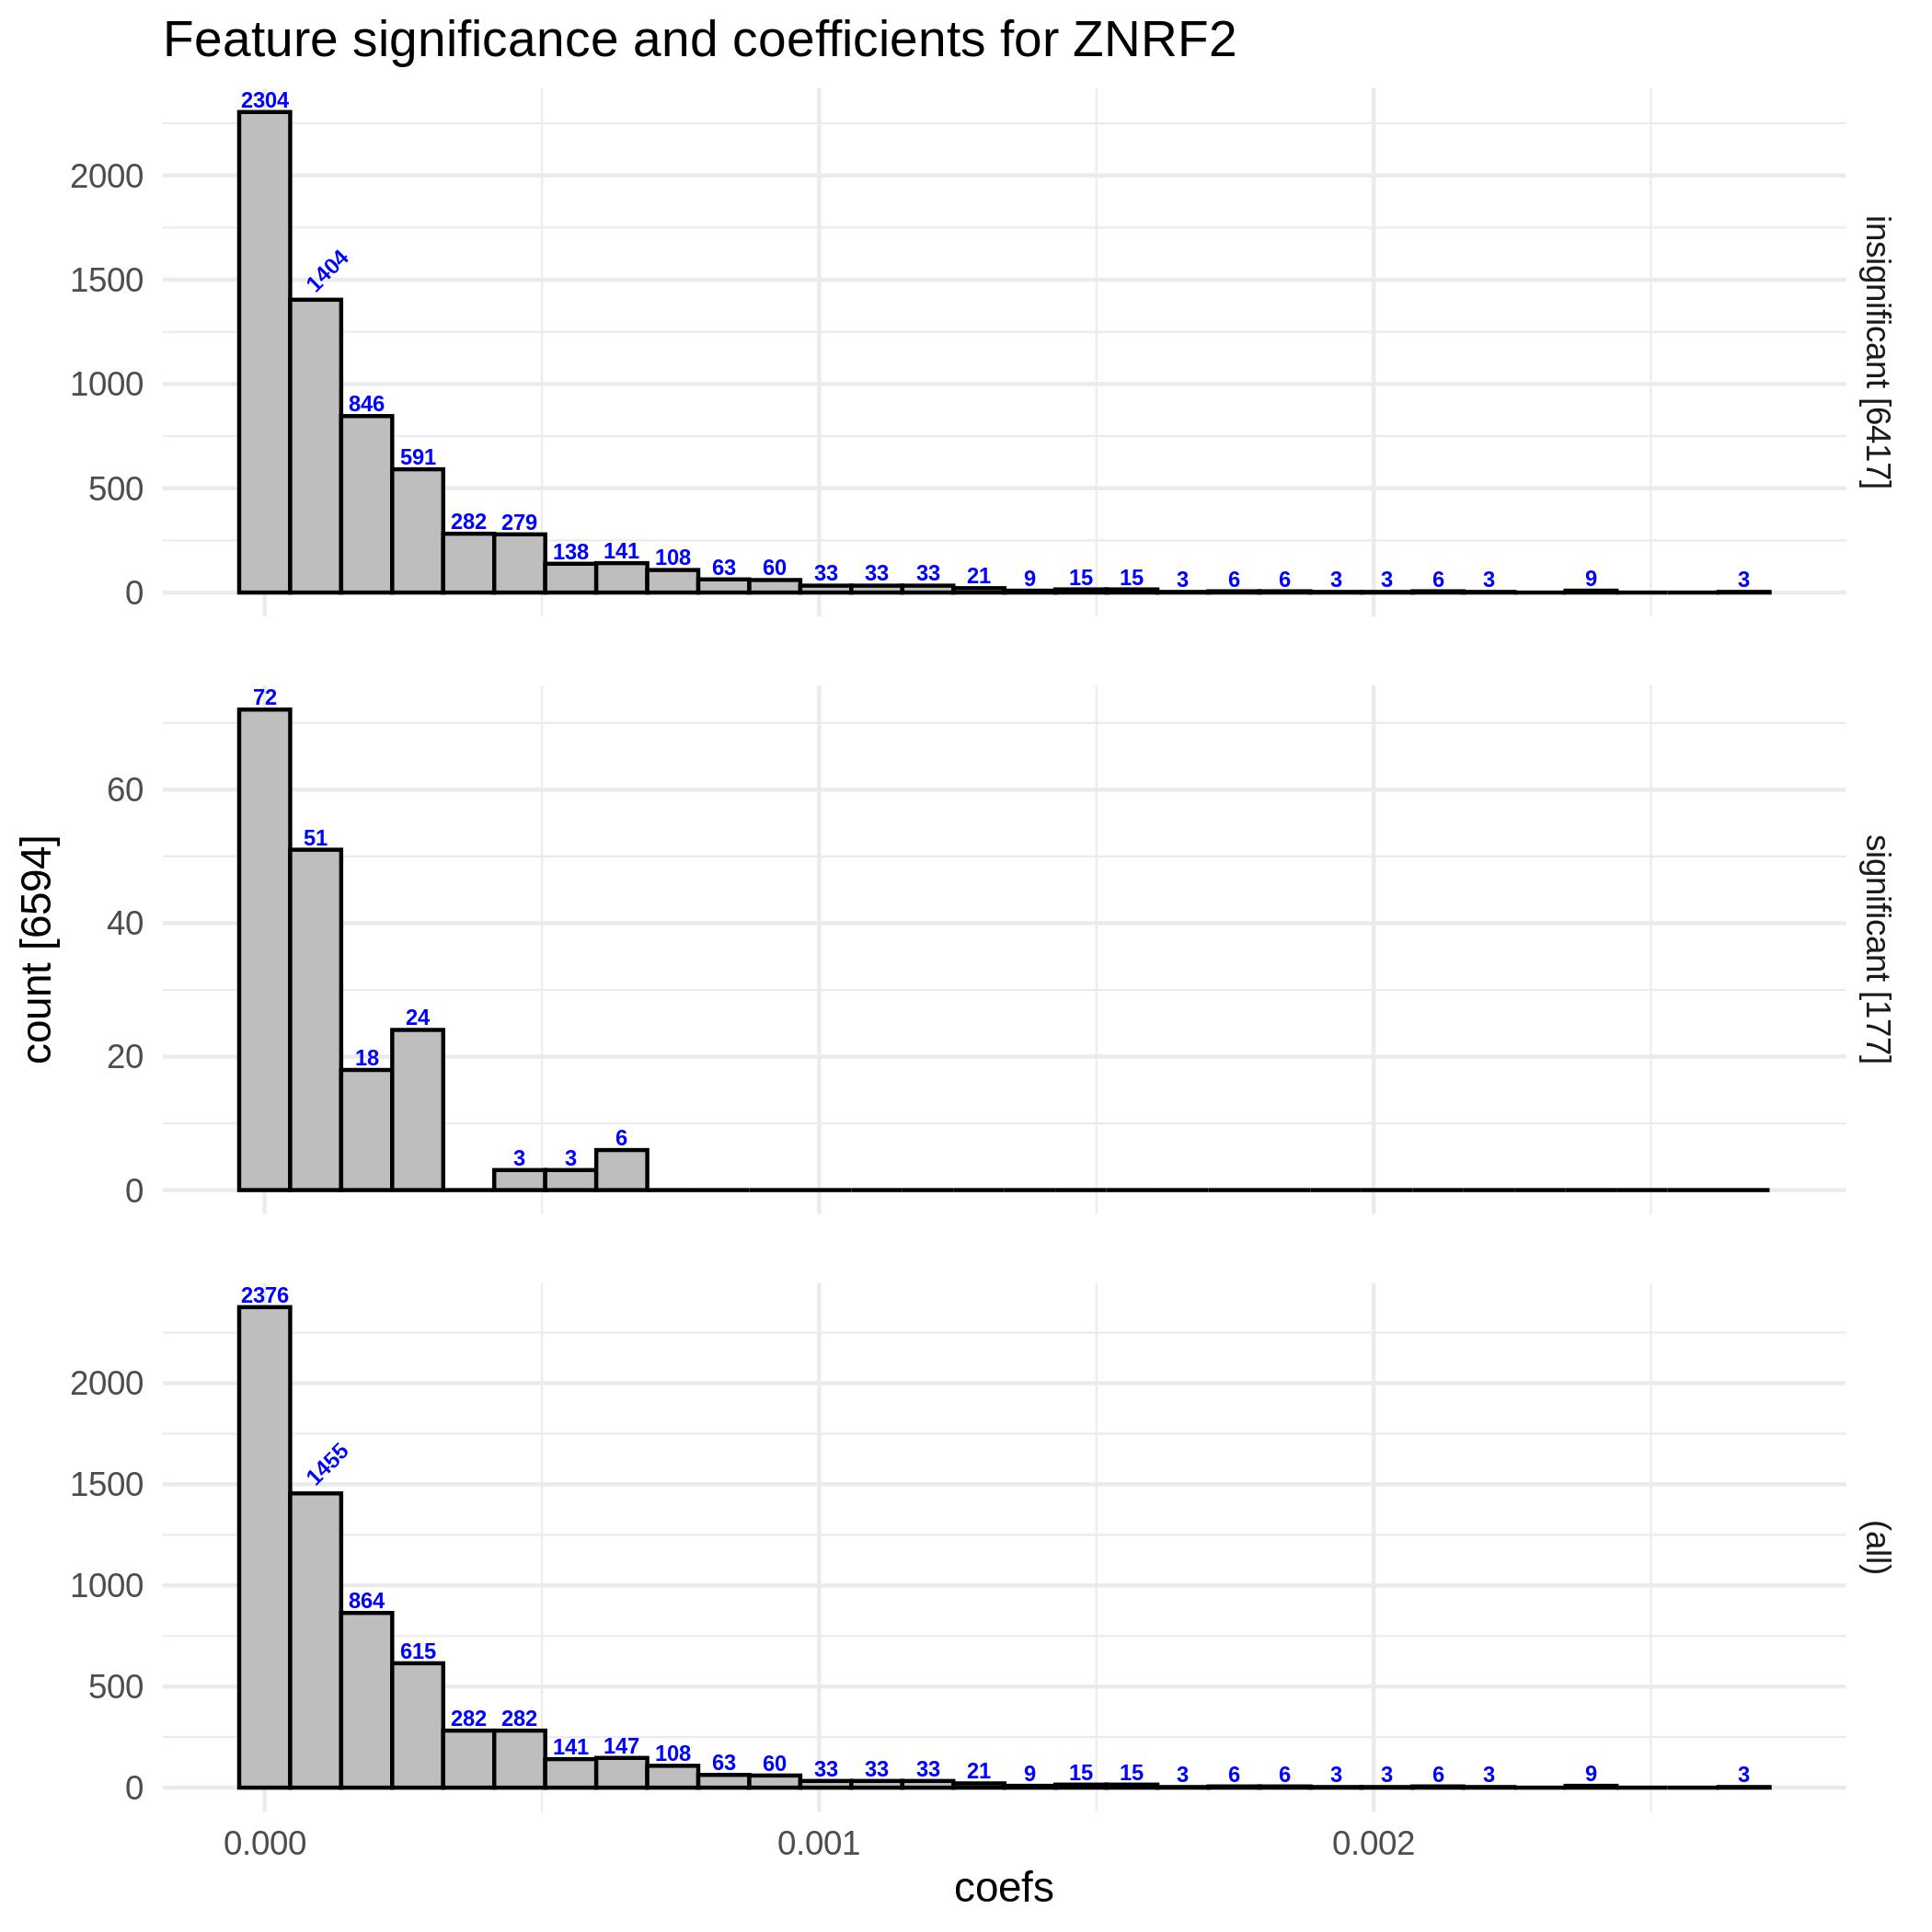 Feature significance and coefficients for ZNRF2
2304
1404
846
591
282 279 138 141 108 63 60 33 33 33 21 9 15 15 3 6 6 3 3 6 3 9 3
2000
1500
1000
500
0
insignificant [6417]
72
51
18
24
3 3 6
60
40
20
0
significant [177]
count [6594]
2376
1455
864
615
282 282 141 147 108 63 60 33 33 33 21 9 15 15 3 6 6 3 3 6 3 9 3
2000
1500
1000
500
0
(all)
0.000 0.001 0.002
coefs